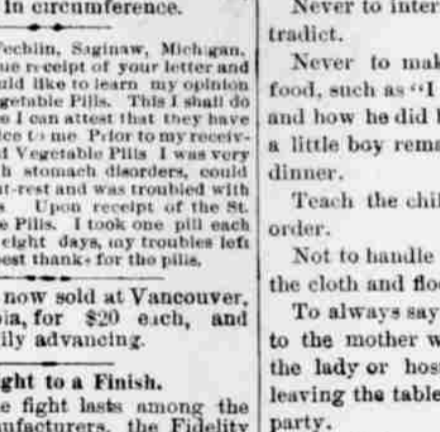 in circumference.
echlin, Saginaw, Michigan,
ue receipt of your letter and
uld like to learn my opinion
getable Pills. This I shall do
e I can attest that they have
ice to me Prior to my receiv-
Vegetable Pills I was very
h stomach disorders, could
t-rest and was troubled with
s. Upon receipt of the St.
e Pills. I took one pill each
eight days, my troubles left
est thanks for the pills.
now sold at Vancouver,
ia, for $20 each, and
ily advancing.
ght to a Finish.
e fight lasts among the
ufacturers, the Fidelity
Never to inter
tradict.
Never to mak
food, such as "I
and how he did h
a little boy rema
dinner.
Teach the chil
order.
Not to handle
the cloth and floo
To always say
to the mother w
the lady or hos
leaving the table
party.